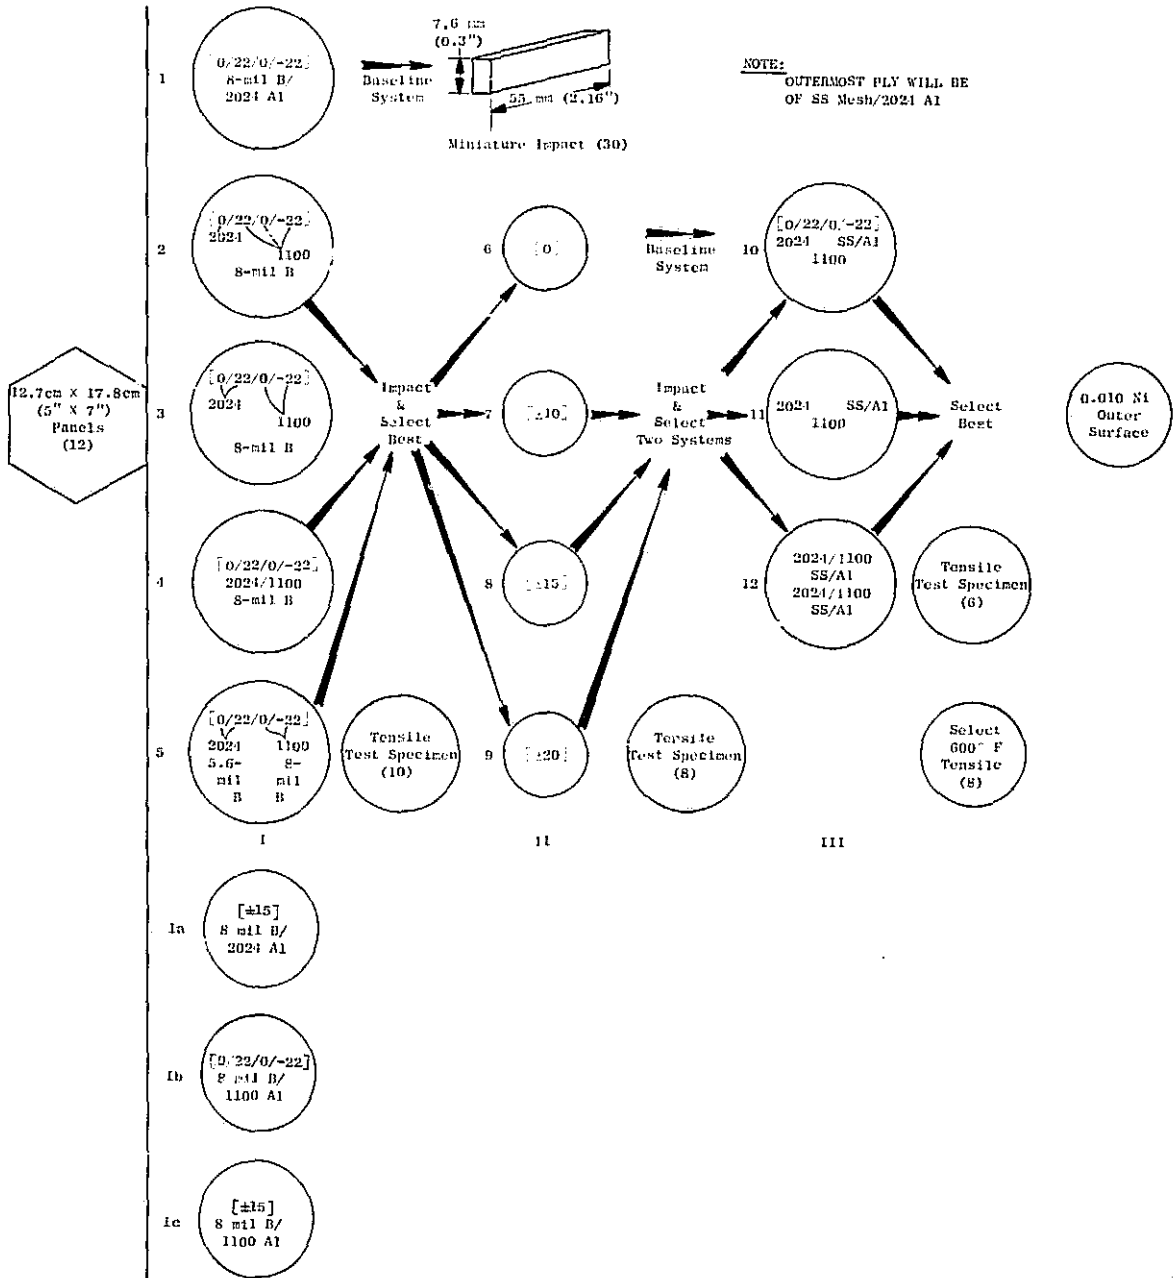 7.6 mm
(0.3")
1
[0/22/0/-22]
8-mil B/
2024 Al
Baseline
System
55 mm (2.16")
Miniature Impact (30)
NOTE:
OUTERMOST PLY WILL BE
OF SS Mesh/2024 Al
2
[0/22/0/-22]
2024
1100
8-mil B
6
[0]
Baseline
System
10
[0/22/0/-22]
2024 SS/Al
1100
12.7cm X 17.8cm
(5" X 7")
Panels
(12)
3
[0/22/0/-22]
2024
1100
8-mil B
Impact
&
Select
Best
7
[±10]
Impact
&
Select
Two Systems
11
2024 SS/Al
1100
Select
Best
0.010 Ni
Outer
Surface
4
[0/22/0/-22]
2024/1100
8-mil B
8
[±15]
12
2024/1100
SS/Al
2024/1100
SS/Al
Tensile
Test Specimen
(6)
5
[0/22/0/-22]
2024 1100
5.6- 8-
mil mil
B B
Tensile
Test Specimen
(10)
9
[±20]
Tensile
Test Specimen
(8)
Select
600° F
Tensile
(8)
I
II
III
Ia
[±15]
8 mil B/
2024 Al
Ib
[0/22/0/-22]
8 mil B/
1100 Al
Ic
[±15]
8 mil B/
1100 Al